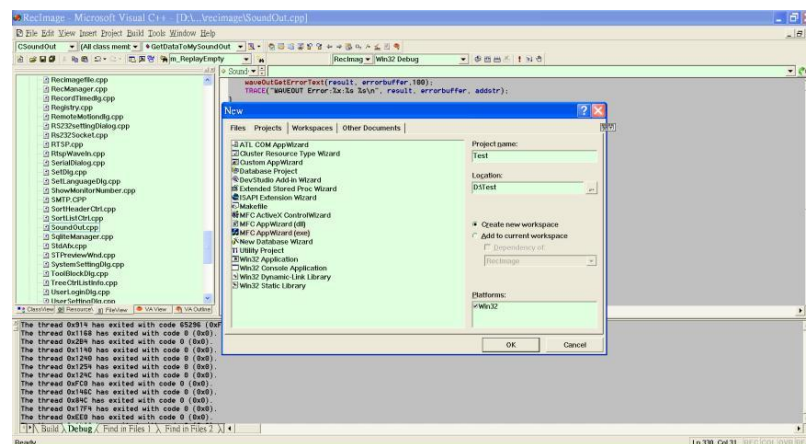 RecImage - Microsoft Visual C++ - [D:\...\recimage\SoundOut.cpp]
File Edit View Insert Project Build Tools Window Help
CSoundOut [All class members] GetDataToMySoundOut
m_ReplayEnemy Recimag Win32 Debug
Recimagefile.cpp
RecManager.cpp
RecordTimedlg.cpp
Registry.cpp
RemoteMotiondlg.cpp
RS232settingDialog.cpp
Rs232Socket.cpp
RTSP.cpp
RtspWaveIn.cpp
SerialDialog.cpp
SetDlg.cpp
SetLanguageDlg.cpp
ShowMonitorNumber.cpp
SMTP.CPP
SortHeaderCtrl.cpp
SortListCtrl.cpp
SoundOut.cpp
SqliteManager.cpp
StdAfx.cpp
STPreviewWnd.cpp
SystemSettingDlg.cpp
ToolBlockDlg.cpp
TreeCtrlListInfo.cpp
UserLoginDlg.cpp
UserSettingDlg.cpp
ClassView Resource\ FileView VA View VA Outline
waveOutGetErrorText(result, errorbuffer,100);
TRACE("WAVEOUT Error:%x:%s %s\n", result, errorbuffer, addstr);
New
Files Projects Workspaces Other Documents
ATL COM AppWizard
Cluster Resource Type Wizard
Custom AppWizard
Database Project
DevStudio Add-in Wizard
Extended Stored Proc Wizard
ISAPI Extension Wizard
Makefile
MFC ActiveX ControlWizard
MFC AppWizard (dll)
MFC AppWizard (exe)
New Database Wizard
Utility Project
Win32 Application
Win32 Console Application
Win32 Dynamic-Link Library
Win32 Static Library
Project name:
Test
Location:
D:\Test
Create new workspace
Add to current workspace
Dependency of:
RecImage
Platforms:
Win32
OK Cancel
The thread 0x914 has exited with code 65296 (0xF
The thread 0x1168 has exited with code 0 (0x0).
The thread 0x2B4 has exited with code 0 (0x0).
The thread 0x1140 has exited with code 0 (0x0).
The thread 0x1240 has exited with code 0 (0x0).
The thread 0x1254 has exited with code 0 (0x0).
The thread 0x124C has exited with code 0 (0x0).
The thread 0xFC0 has exited with code 0 (0x0).
The thread 0x146C has exited with code 0 (0x0).
The thread 0x84C has exited with code 0 (0x0).
The thread 0x17F4 has exited with code 0 (0x0).
The thread 0xEE0 has exited with code 0 (0x0).
Build Debug Find in Files 1 Find in Files 2
Ready Ln 330, Col 31